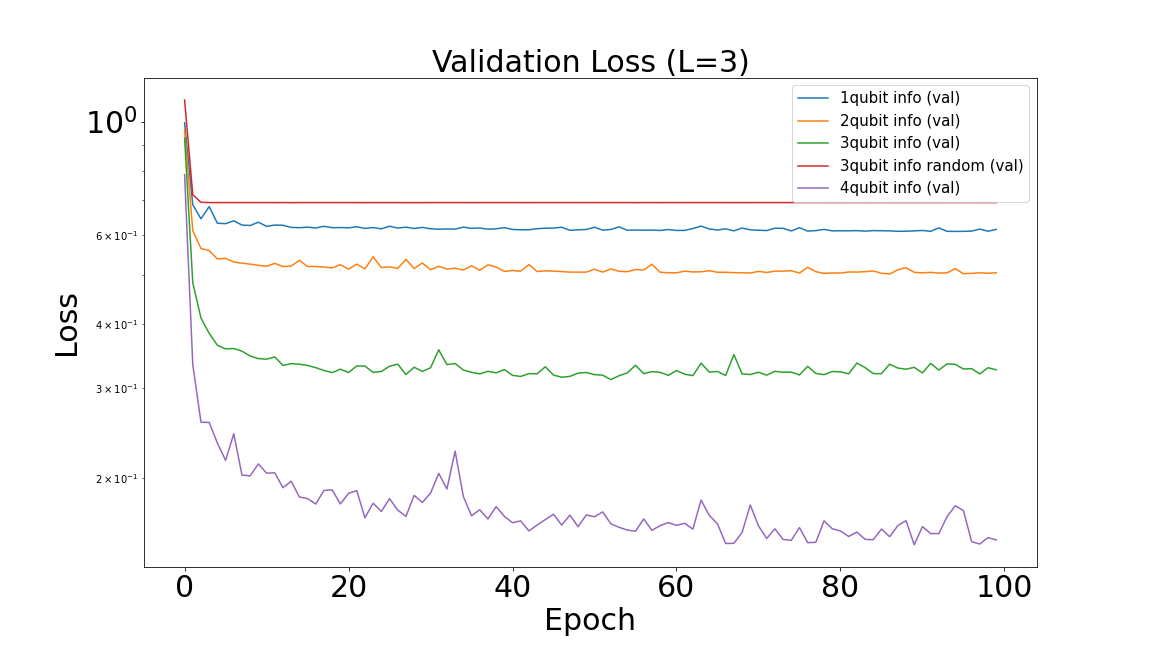 Validation Loss (L=3)
10⁰
6 × 10⁻¹
4 × 10⁻¹
3 × 10⁻¹
2 × 10⁻¹
Loss
1qubit info (val)
2qubit info (val)
3qubit info (val)
3qubit info random (val)
4qubit info (val)
0 20 40 60 80 100
Epoch